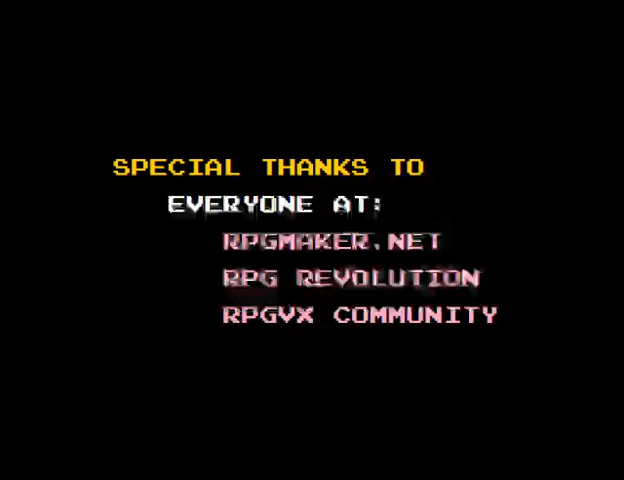 SPECIAL THANKS TO
EVERYONE AT:
RPGMAKER.NET
RPG REVOLUTION
RPGVX COMMUNITY